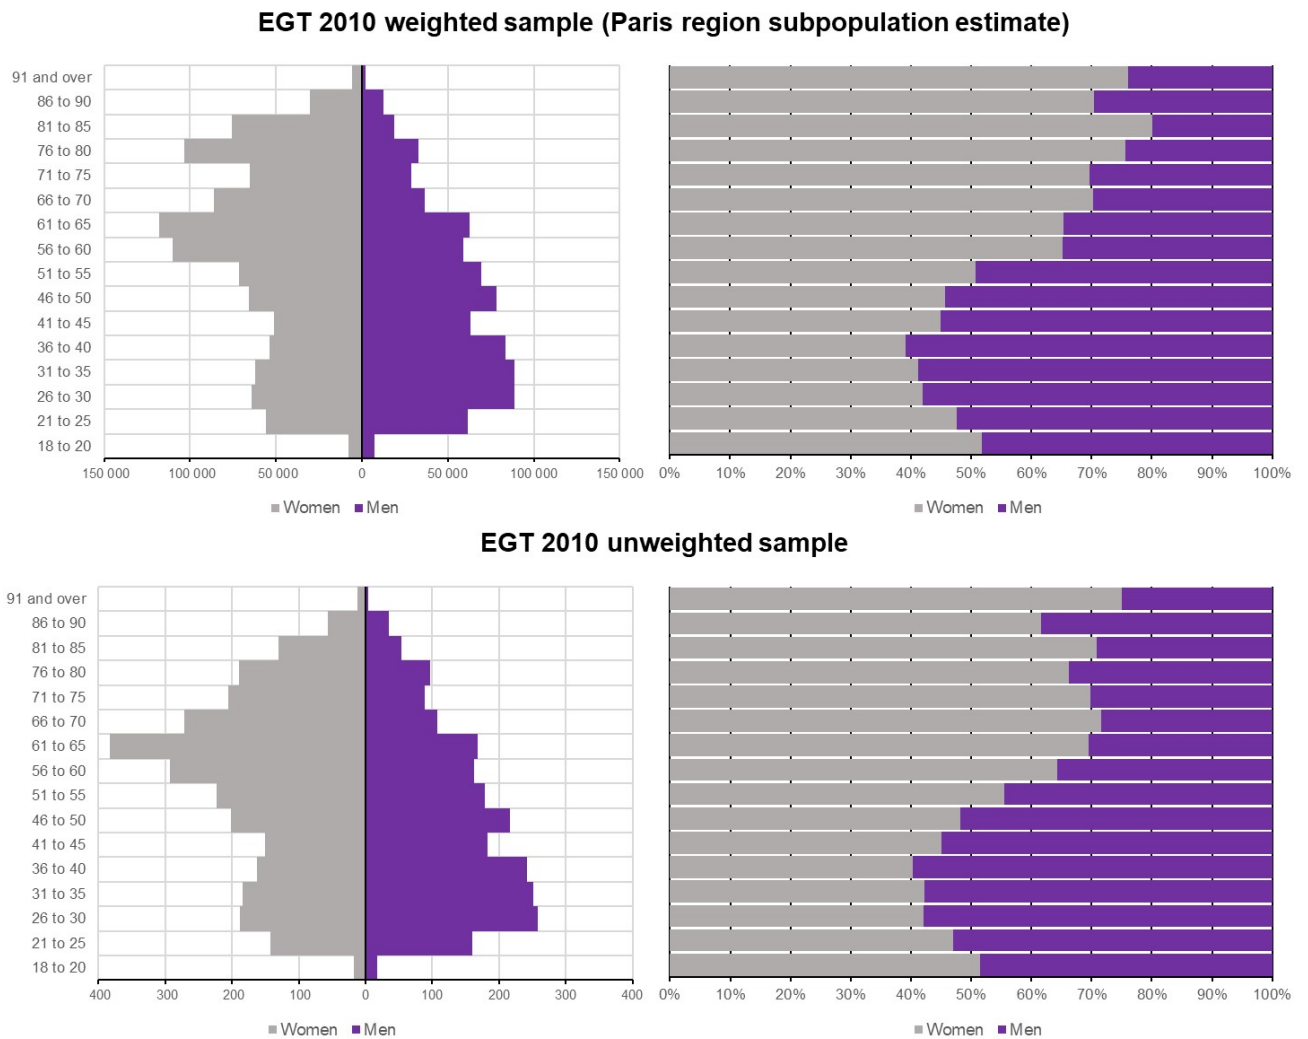 EGT 2010 weighted sample (Paris region subpopulation estimate)
91 and over
86 to 90
81 to 85
76 to 80
71 to 75
66 to 70
61 to 65
56 to 60
51 to 55
46 to 50
41 to 45
36 to 40
31 to 35
26 to 30
21 to 25
18 to 20
150 000 100 000 50 000 0 50 000 100 000 150 000
Women Men
0% 10% 20% 30% 40% 50% 60% 70% 80% 90% 100%
Women Men
EGT 2010 unweighted sample
91 and over
86 to 90
81 to 85
76 to 80
71 to 75
66 to 70
61 to 65
56 to 60
51 to 55
46 to 50
41 to 45
36 to 40
31 to 35
26 to 30
21 to 25
18 to 20
400 300 200 100 0 100 200 300 400
Women Men
0% 10% 20% 30% 40% 50% 60% 70% 80% 90% 100%
Women Men